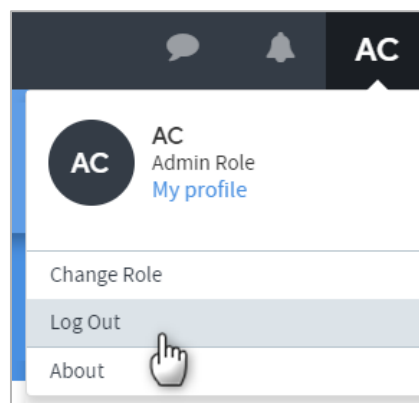 AC
AC
AC
Admin Role
My profile
Change Role
Log Out
About